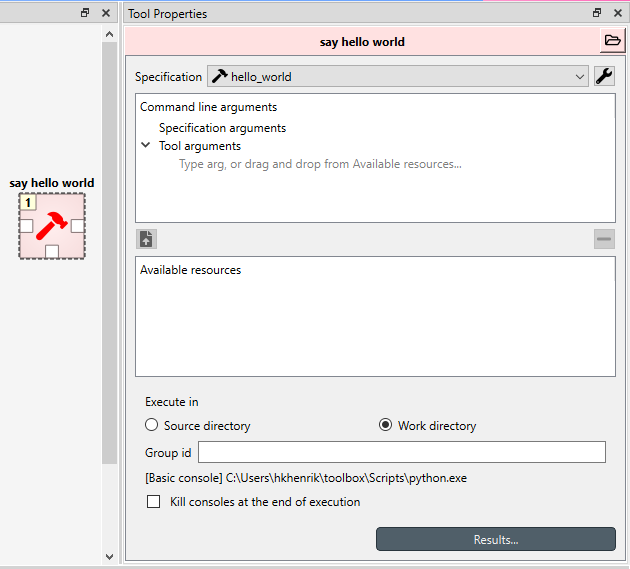 Tool Properties
say hello world
Specification
hello_world
Command line arguments
Specification arguments
Tool arguments
Type arg, or drag and drop from Available resources...
say hello world
1
Available resources
Execute in
Source directory
Work directory
Group id
[Basic console] C:\Users\hkhenrik\toolbox\Scripts\python.exe
Kill consoles at the end of execution
Results...